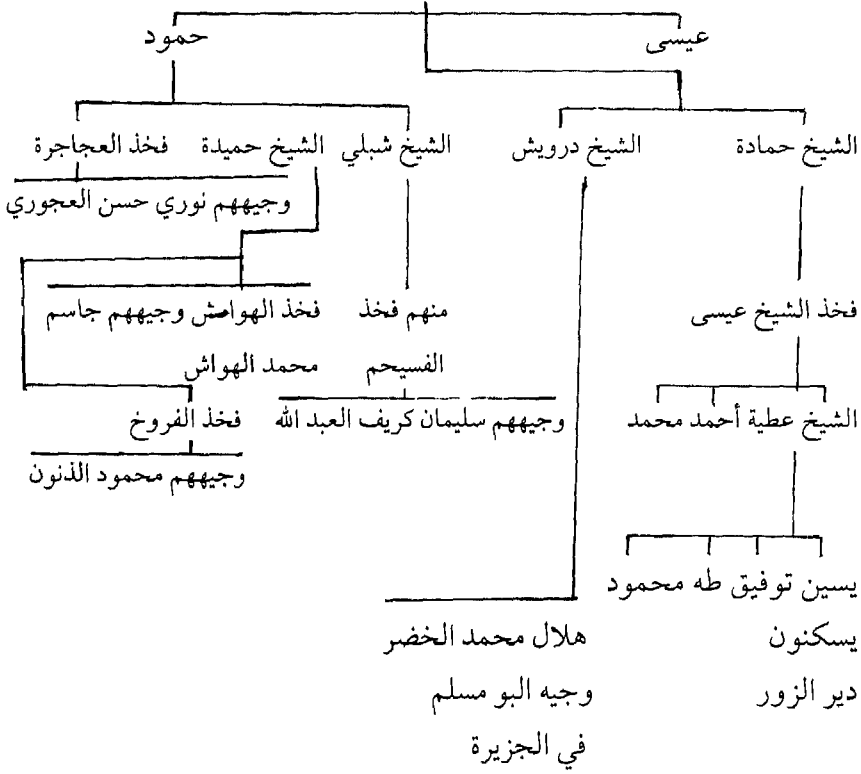 عيسى حمود
الشيخ حمادة الشيخ درويش الشيخ شبلي الشيخ حميدة فخذ العجاجرة
وجيههم نوري حسن العجوري
فخذ الشيخ عيسى منهم فخذ فخذ الهواش وجيههم جاسم
الفسيحم محمد الهواش
الشيخ عطية أحمد محمد وجيههم سليمان كريف العبد الله فخذ الفروخ
وجيههم محمود الذنون
يسين توفيق طه محمود
يسكنون هلال محمد الخضر
دير الزور وجيه البو مسلم
في الجزيرة